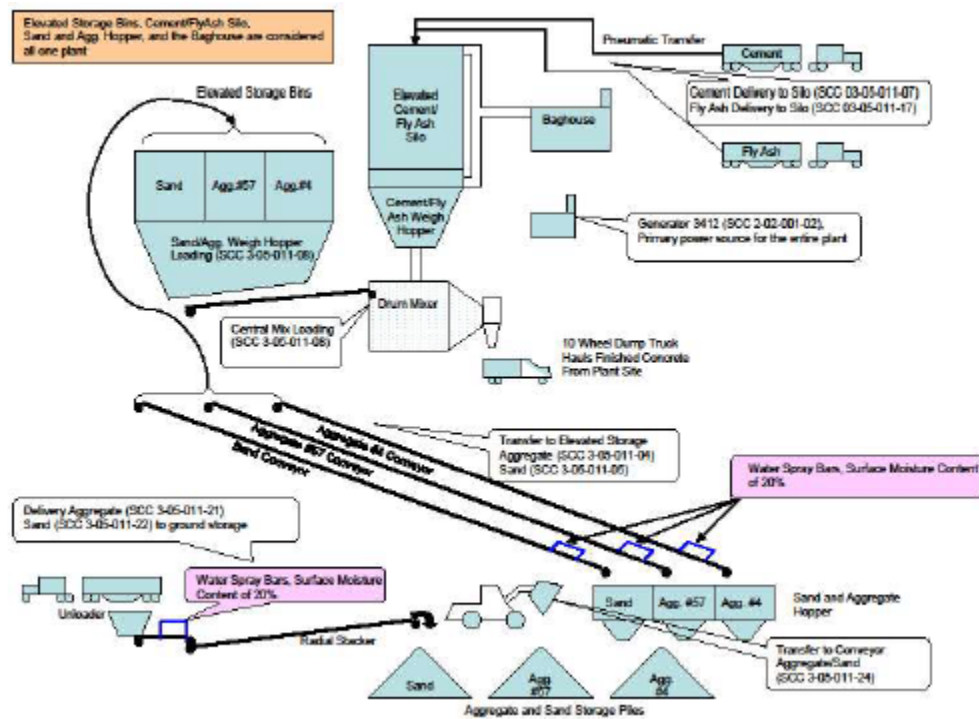 Elevated Storage Bins, Cement/FlyAsh Silo,
Sand and Agg. Hopper, and the Baghouse are considered
all one plant
Pneumatic Transfer
Cement
Cement Delivery to Silo (SCC 03-05-011-07)
Fly Ash Delivery to Silo (SCC 03-05-011-17)
Fly Ash
Elevated Storage Bins
Elevated
Cement/
Fly Ash
Silo
Baghouse
Sand
Agg.#57
Agg.#4
Cement/Fly
Ash Weigh
Hopper
Generator 3412 (SCC 2-02-001-02),
Primary power source for the entire plant
Sand/Agg. Weigh Hopper
Loading (SCC 3-05-011-08)
Drum Mixer
Central Mix Loading
(SCC 3-05-011-08)
10 Wheel Dump Truck
Hauls Finished Concrete
From Plant Site
Aggregate #4 Conveyor
Aggregate #57 Conveyor
Sand Conveyor
Transfer to Elevated Storage
Aggregate (SCC 3-05-011-04)
Sand (SCC 3-05-011-05)
Water Spray Bars, Surface Moisture Content
of 20%
Delivery Aggregate (SCC 3-05-011-21)
Sand (SCC 3-05-011-22) to ground storage
Water Spray Bars, Surface Moisture
Content of 20%
Unloader
Radial Stacker
Sand
Agg. #57
Agg. #4
Sand and Aggregate
Hopper
Transfer to Conveyor
Aggregate/Sand
(SCC 3-05-011-24)
Sand
Agg.
#57
Agg.
#4
Aggregate and Sand Storage Piles